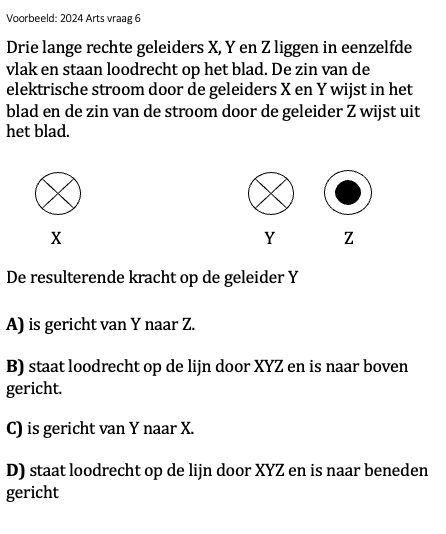 Voorbeeld: 2024 Arts vraag 6
Drie lange rechte geleiders X, Y en Z liggen in eenzelfde
vlak en staan loodrecht op het blad. De zin van de
elektrische stroom door de geleiders X en Y wijst in het
blad en de zin van de stroom door de geleider Z wijst uit
het blad.
X Y Z
De resulterende kracht op de geleider Y
A) is gericht van Y naar Z.
B) staat loodrecht op de lijn door XYZ en is naar boven
gericht.
C) is gericht van Y naar X.
D) staat loodrecht op de lijn door XYZ en is naar beneden
gericht